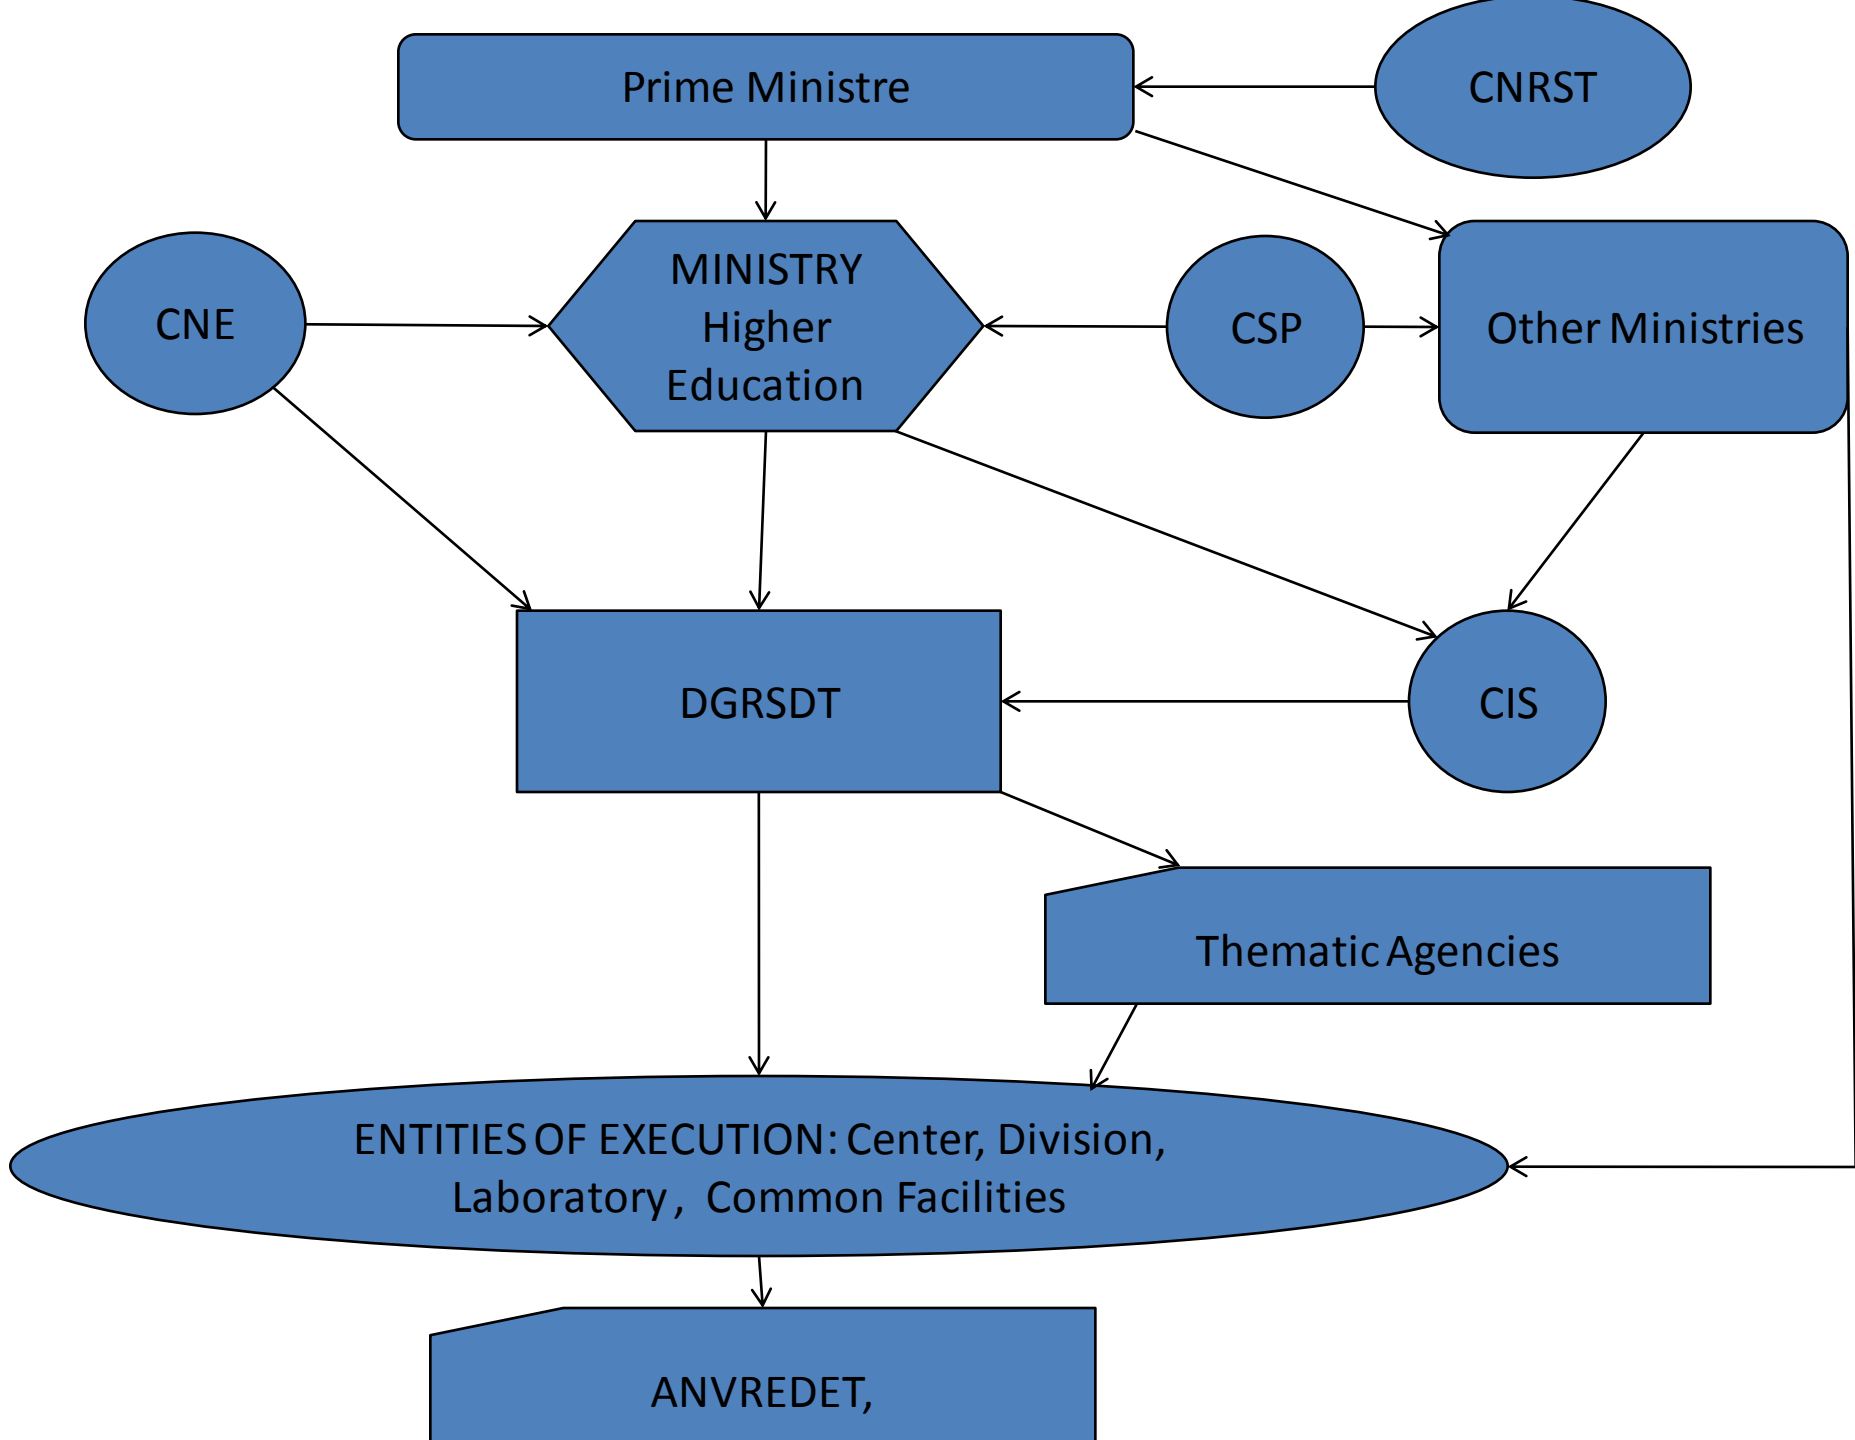 Prime Ministre
CNRST
CNE
MINISTRY
Higher
Education
CSP
Other Ministries
DGRSDT
CIS
Thematic Agencies
ENTITIES OF EXECUTION: Center, Division,
Laboratory, Common Facilities
ANVREDET,